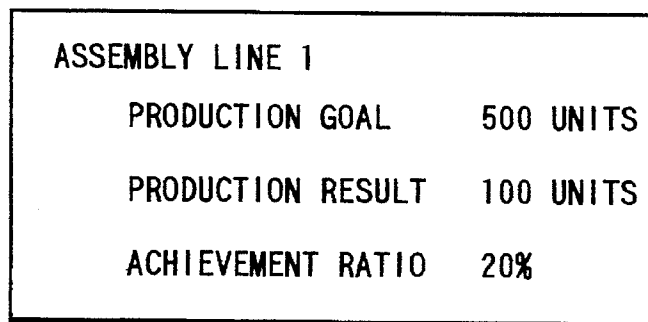 ASSEMBLY LINE 1
PRODUCTION GOAL 500 UNITS
PRODUCTION RESULT 100 UNITS
ACHIEVEMENT RATIO 20%